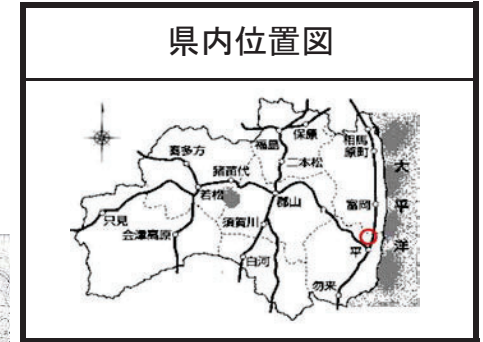 県内位置図
保原
福島
相馬
原町
喜多方
二本松
猪苗代
大平洋
若松
郡山
富岡
只見
須賀川
会津高原
平
白河
勿来